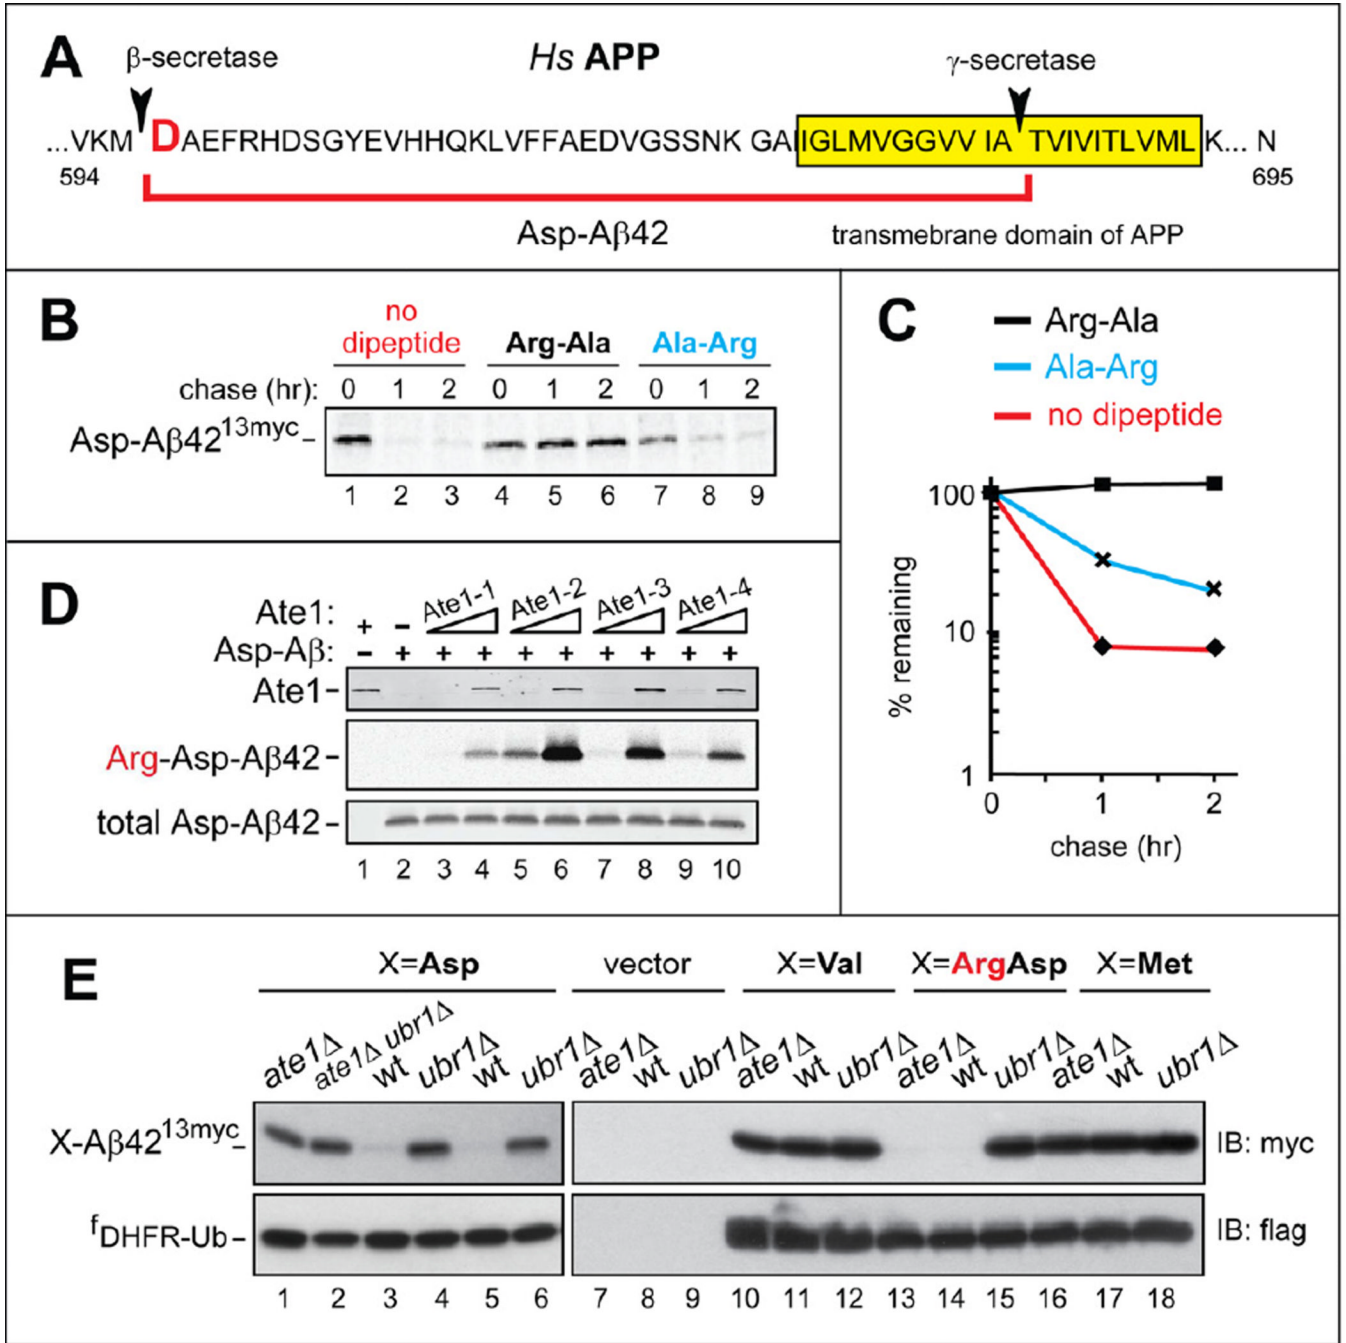 A
β-secretase
Hs APP
γ-secretase
...VKM DAEFRHDSGYEVHHQKLVFFAEDVGSSNK GAIIGLMVGGVV IA TVIVITLVML K... N
594
695
Asp-Aβ42
transmebrane domain of APP
B
no dipeptide
Arg-Ala
Ala-Arg
chase (hr): 0 1 2 0 1 2 0 1 2
Asp-Aβ42 13myc
1 2 3 4 5 6 7 8 9
C
Arg-Ala
Ala-Arg
no dipeptide
% remaining
100
10
1
0 1 2
chase (hr)
D
Ate1: + – Ate1-1 Ate1-2 Ate1-3 Ate1-4
Asp-Aβ: – + + + + + + + + +
Ate1
Arg-Asp-Aβ42
total Asp-Aβ42
1 2 3 4 5 6 7 8 9 10
E
X=Asp vector X=Val X=ArgAsp X=Met
ate1Δ ate1Δ ubr1Δ wt ubr1Δ wt ubr1Δ ate1Δ wt ubr1Δ ate1Δ wt ubr1Δ ate1Δ wt ubr1Δ ate1Δ wt ubr1Δ
X-Aβ42 13myc
IB: myc
fDHFR-Ub
IB: flag
1 2 3 4 5 6 7 8 9 10 11 12 13 14 15 16 17 18